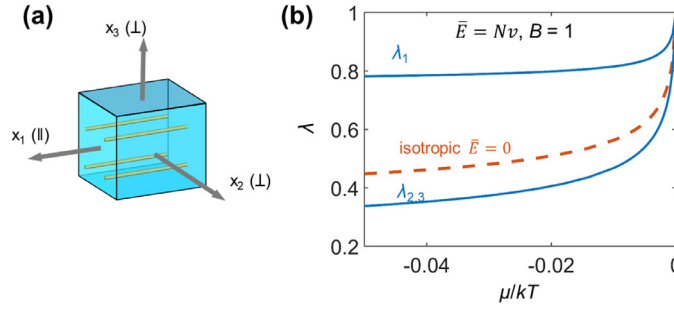 (a)
x₃ (⊥)
x₁ (||)
x₂ (⊥)
(b)
Ē = Nv, B = 1
λ₁
isotropic Ē = 0
λ₂,₃
λ
1
0.8
0.6
0.4
0.2
-0.04
-0.02
0
μ/kT